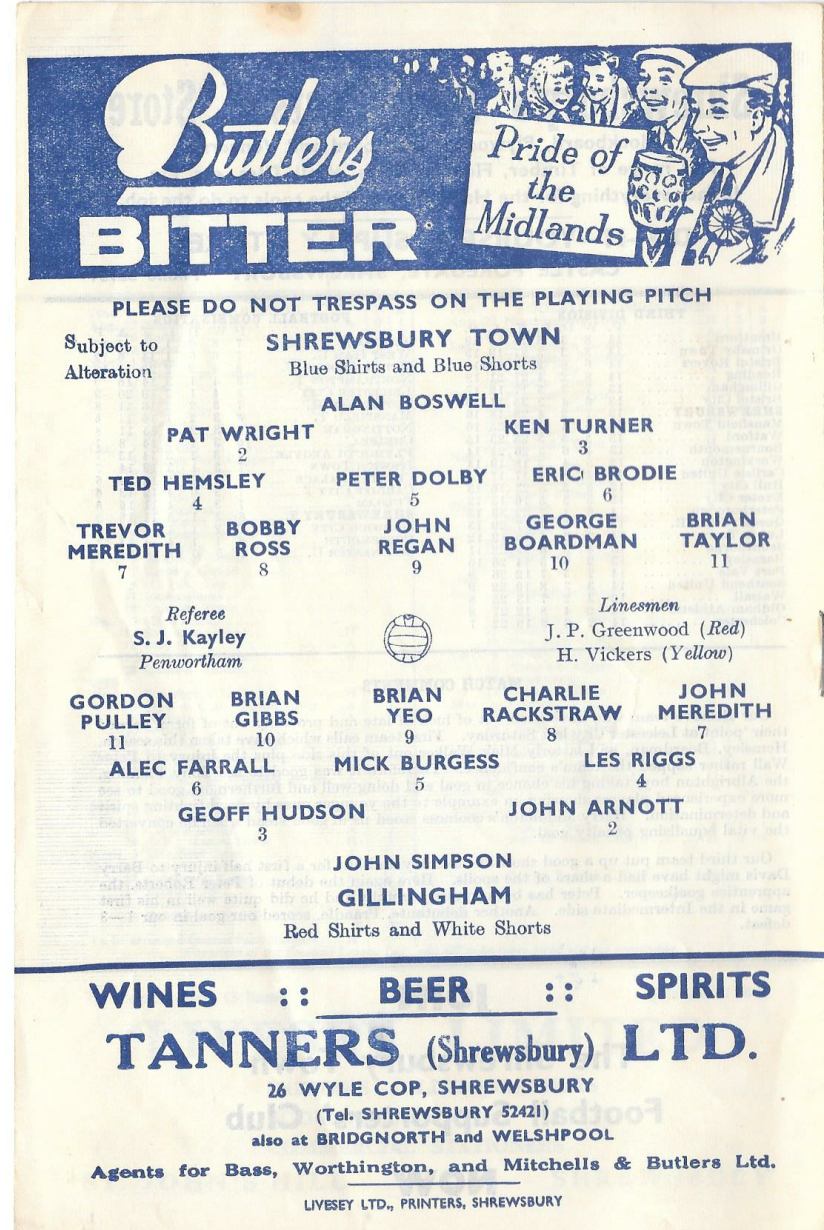 Butlers
BITTER
Pride of
the
Midlands
PLEASE DO NOT TRESPASS ON THE PLAYING PITCH
Subject to
Alteration
SHREWSBURY TOWN
Blue Shirts and Blue Shorts
ALAN BOSWELL
PAT WRIGHT
2
KEN TURNER
3
TED HEMSLEY
4
PETER DOLBY
5
ERIC BRODIE
6
TREVOR
MEREDITH
7
BOBBY
ROSS
8
JOHN
REGAN
9
GEORGE
BOARDMAN
10
BRIAN
TAYLOR
11
Referee
S. J. Kayley
Penwortham
Linesmen
J. P. Greenwood (Red)
H. Vickers (Yellow)
GORDON
PULLEY
11
BRIAN
GIBBS
10
BRIAN
YEO
9
CHARLIE
RACKSTRAW
8
JOHN
MEREDITH
7
ALEC FARRALL
6
MICK BURGESS
5
LES RIGGS
4
GEOFF HUDSON
3
JOHN ARNOTT
2
JOHN SIMPSON
GILLINGHAM
Red Shirts and White Shorts
WINES :: BEER :: SPIRITS
TANNERS (Shrewsbury) LTD.
26 WYLE COP, SHREWSBURY
(Tel. SHREWSBURY 52421)
also at BRIDGNORTH and WELSHPOOL
Agents for Bass, Worthington, and Mitchells & Butlers Ltd.
LIVESEY LTD., PRINTERS, SHREWSBURY